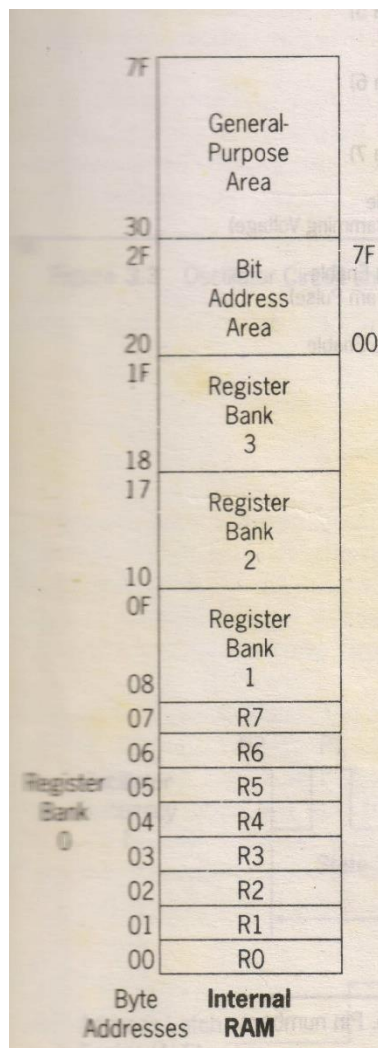 7F
General-
Purpose
Area
30
2F
7F
Bit
Address
Area
20
00
1F
Register
Bank
3
18
17
Register
Bank
2
10
0F
Register
Bank
1
08
07 R7
06 R6
Register 05 R5
Bank 04 R4
0
03 R3
02 R2
01 R1
00 R0
Byte Internal
Addresses RAM